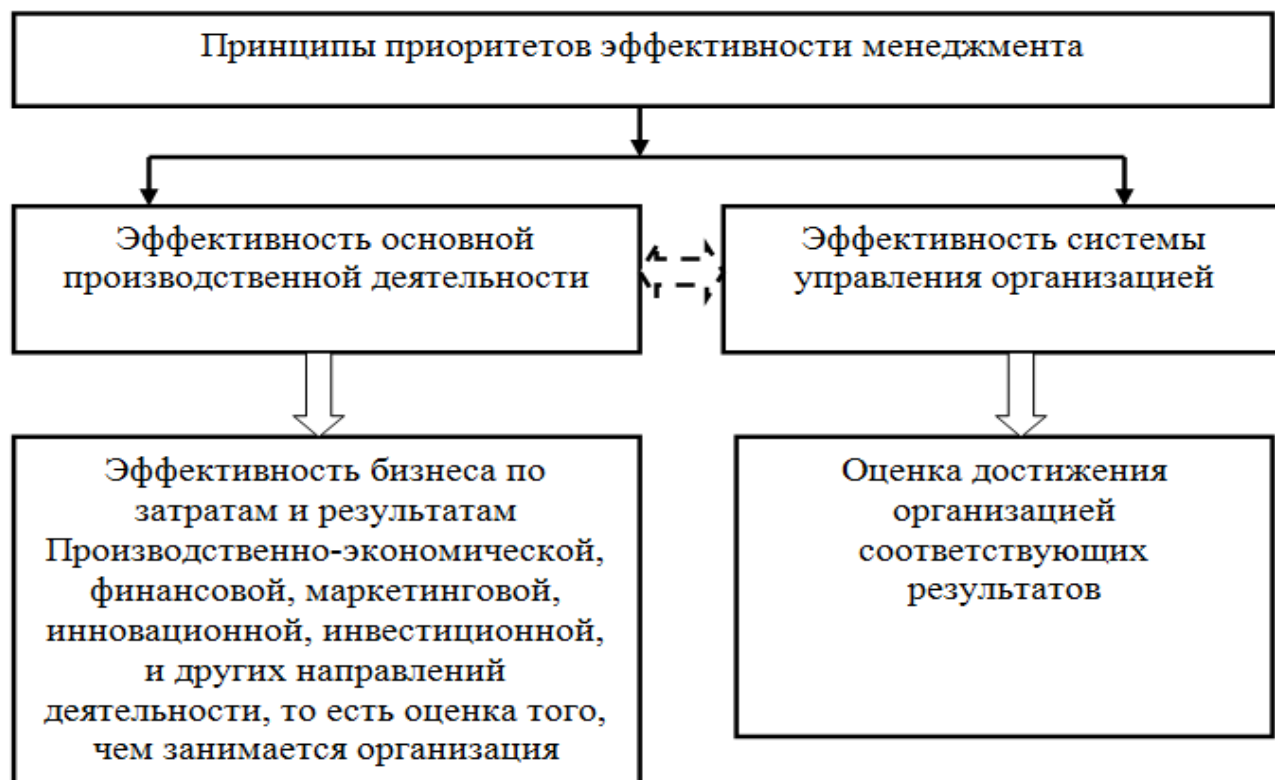 Принципы приоритетов эффективности менеджмента
Эффективность основной
производственной деятельности
Эффективность системы
управления организацией
Эффективность бизнеса по
затратам и результатам
Производственно-экономической,
финансовой, маркетинговой,
инновационной, инвестиционной,
и других направлений
деятельности, то есть оценка того,
чем занимается организация
Оценка достижения
организацией
соответствующих
результатов